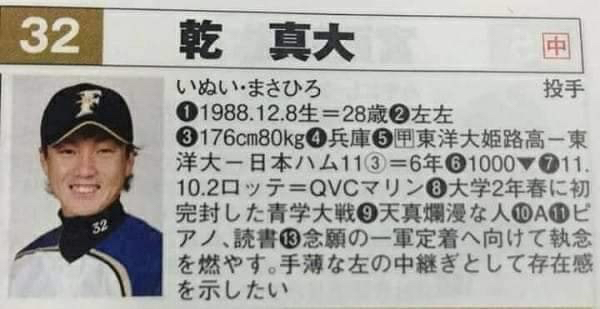 32 乾 真大 中
いぬい・まさひろ 投手
❶1988.12.8生=28歳❷左左
❸176cm80kg❹兵庫❺甲東洋大姫路高ー東
洋大ー日本ハム11③=6年❻1000▼❼11.
10.2ロッテ=QVCマリン❽大学2年春に初
完封した青学大戦❾天真爛漫な人❿A⓫ピ
アノ、読書⓭念願の一軍定着へ向けて執念
を燃やす。手薄な左の中継ぎとして存在感
を示したい
F
32